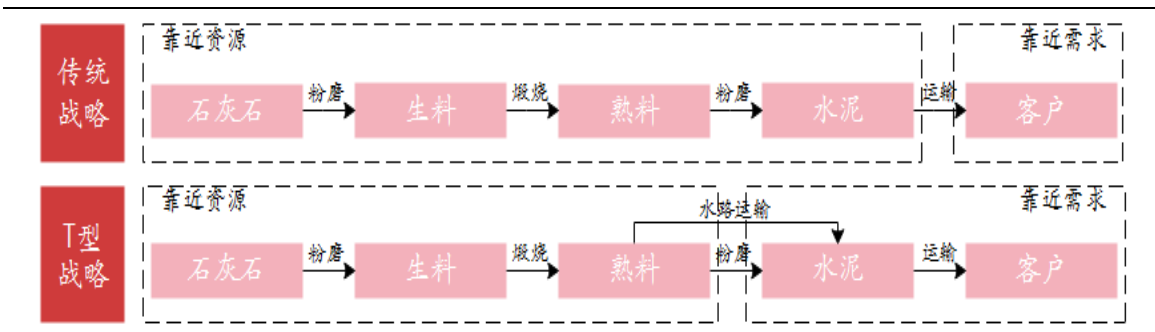 靠近资源
靠近需求
传统
战略
石灰石
粉磨
生料
煅烧
熟料
粉磨
水泥
运输
客户
靠近资源
靠近需求
水路运输
T型
战略
石灰石
粉磨
生料
煅烧
熟料
粉磨
水泥
运输
客户